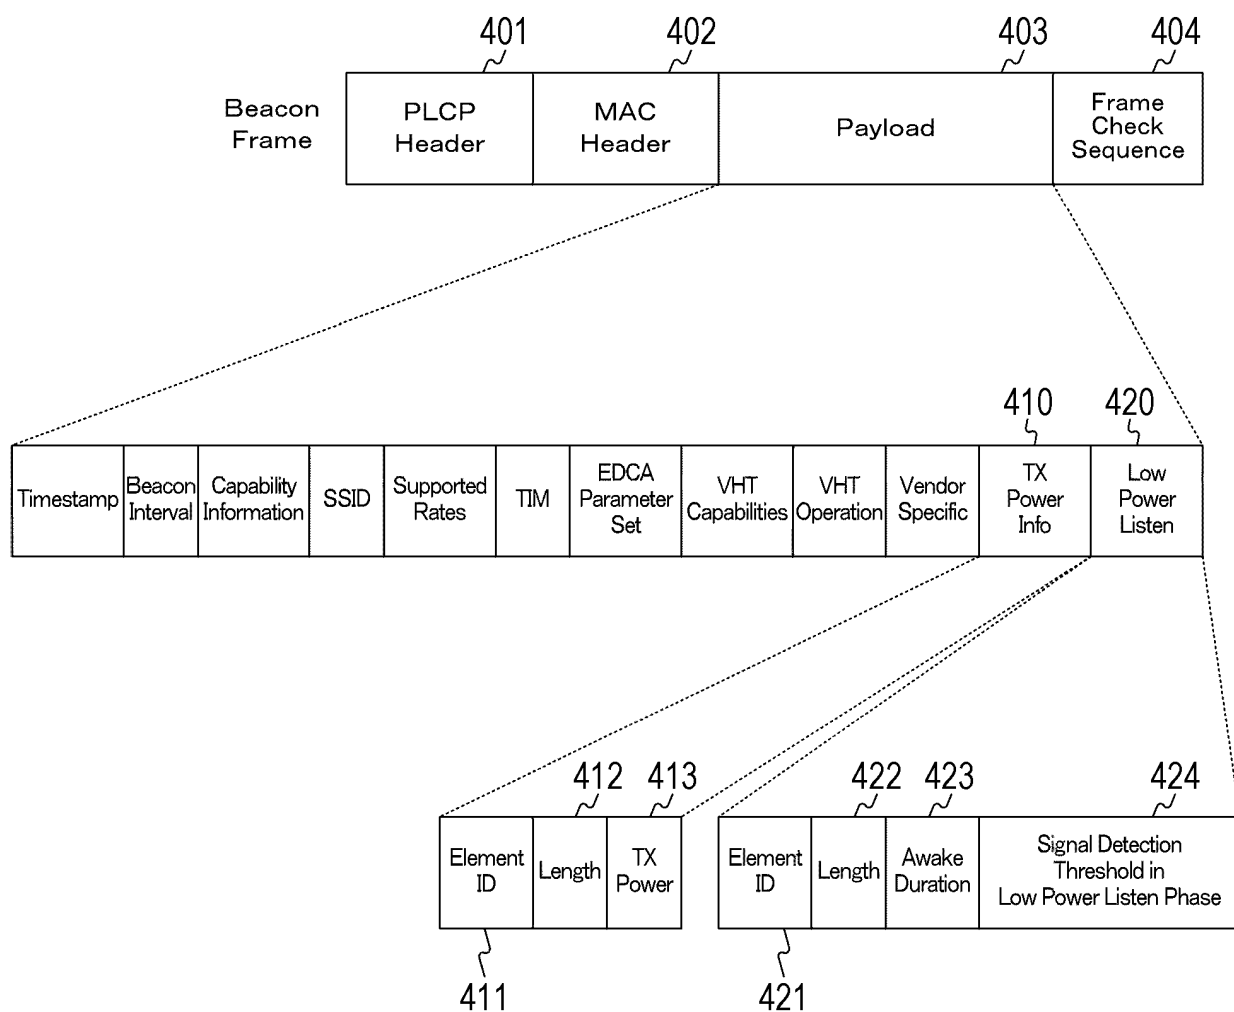 401
402
403
404
Beacon
Frame
PLCP
Header
MAC
Header
Payload
Frame
Check
Sequence
410
420
Timestamp
Beacon
Interval
Capability
Information
SSID
Supported
Rates
TIM
EDCA
Parameter
Set
VHT
Capabilities
VHT
Operation
Vendor
Specific
TX
Power
Info
Low
Power
Listen
412
413
422
423
424
Element
ID
Length
TX
Power
Element
ID
Length
Awake
Duration
Signal Detection
Threshold in
Low Power Listen Phase
411
421